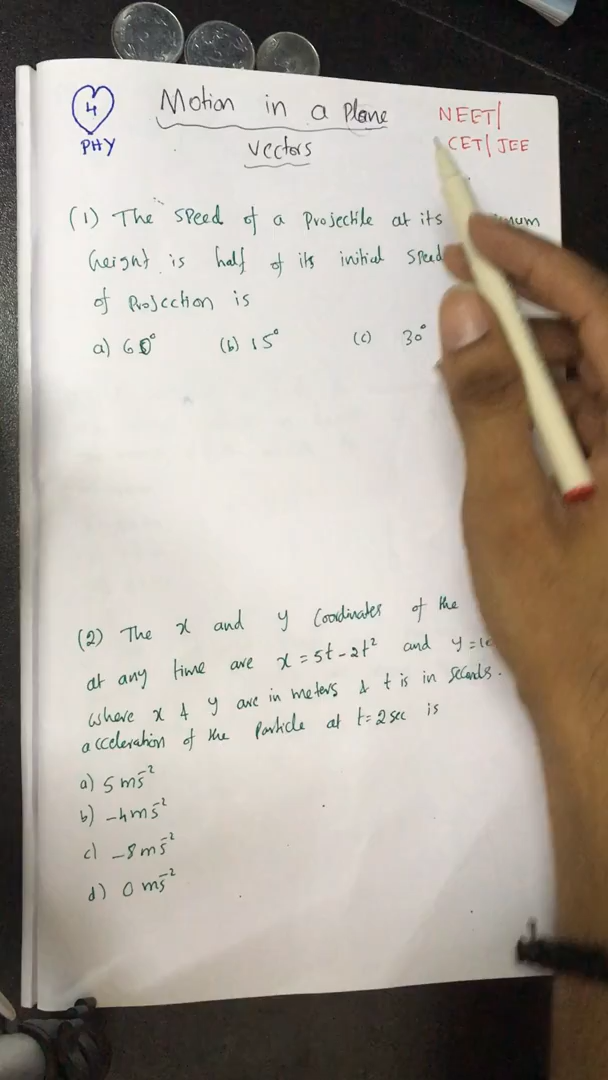 4
PHY
Motion in a Plane
Vectors
NEET/
CET/ JEE
(1) The speed of a projectile at its
height is half of its initial speed
of Projection is
a) 60° (b) 15° (c) 30°
(2) The x and y coordinates of the
at any time are x = 5t - 2t² and y =
where x & y are in meters & t is in seconds.
acceleration of the Particle at t = 2 sec is
a) 5 ms⁻²
b) -4 ms⁻²
c) -8 ms⁻²
d) 0 ms⁻²